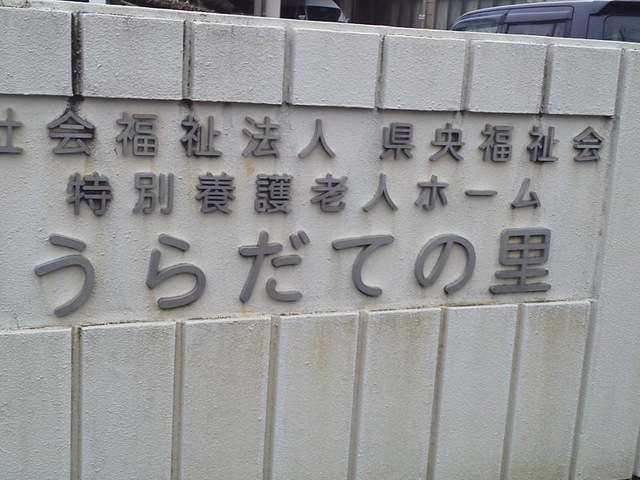 社会福祉法人 県央福祉会
特別養護老人ホーム
うらだての里